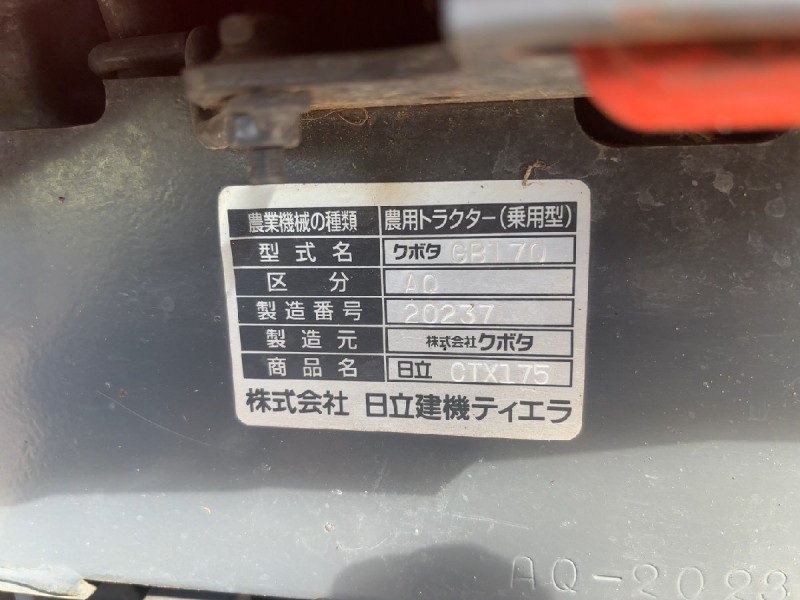 農業機械の種類 農用トラクター(乗用型)
型式名 クボタ GB170
区分 AQ
製造番号 20237
製造元 株式会社クボタ
商品名 日立 CTX175
株式会社 日立建機ティエラ
AQ-2023